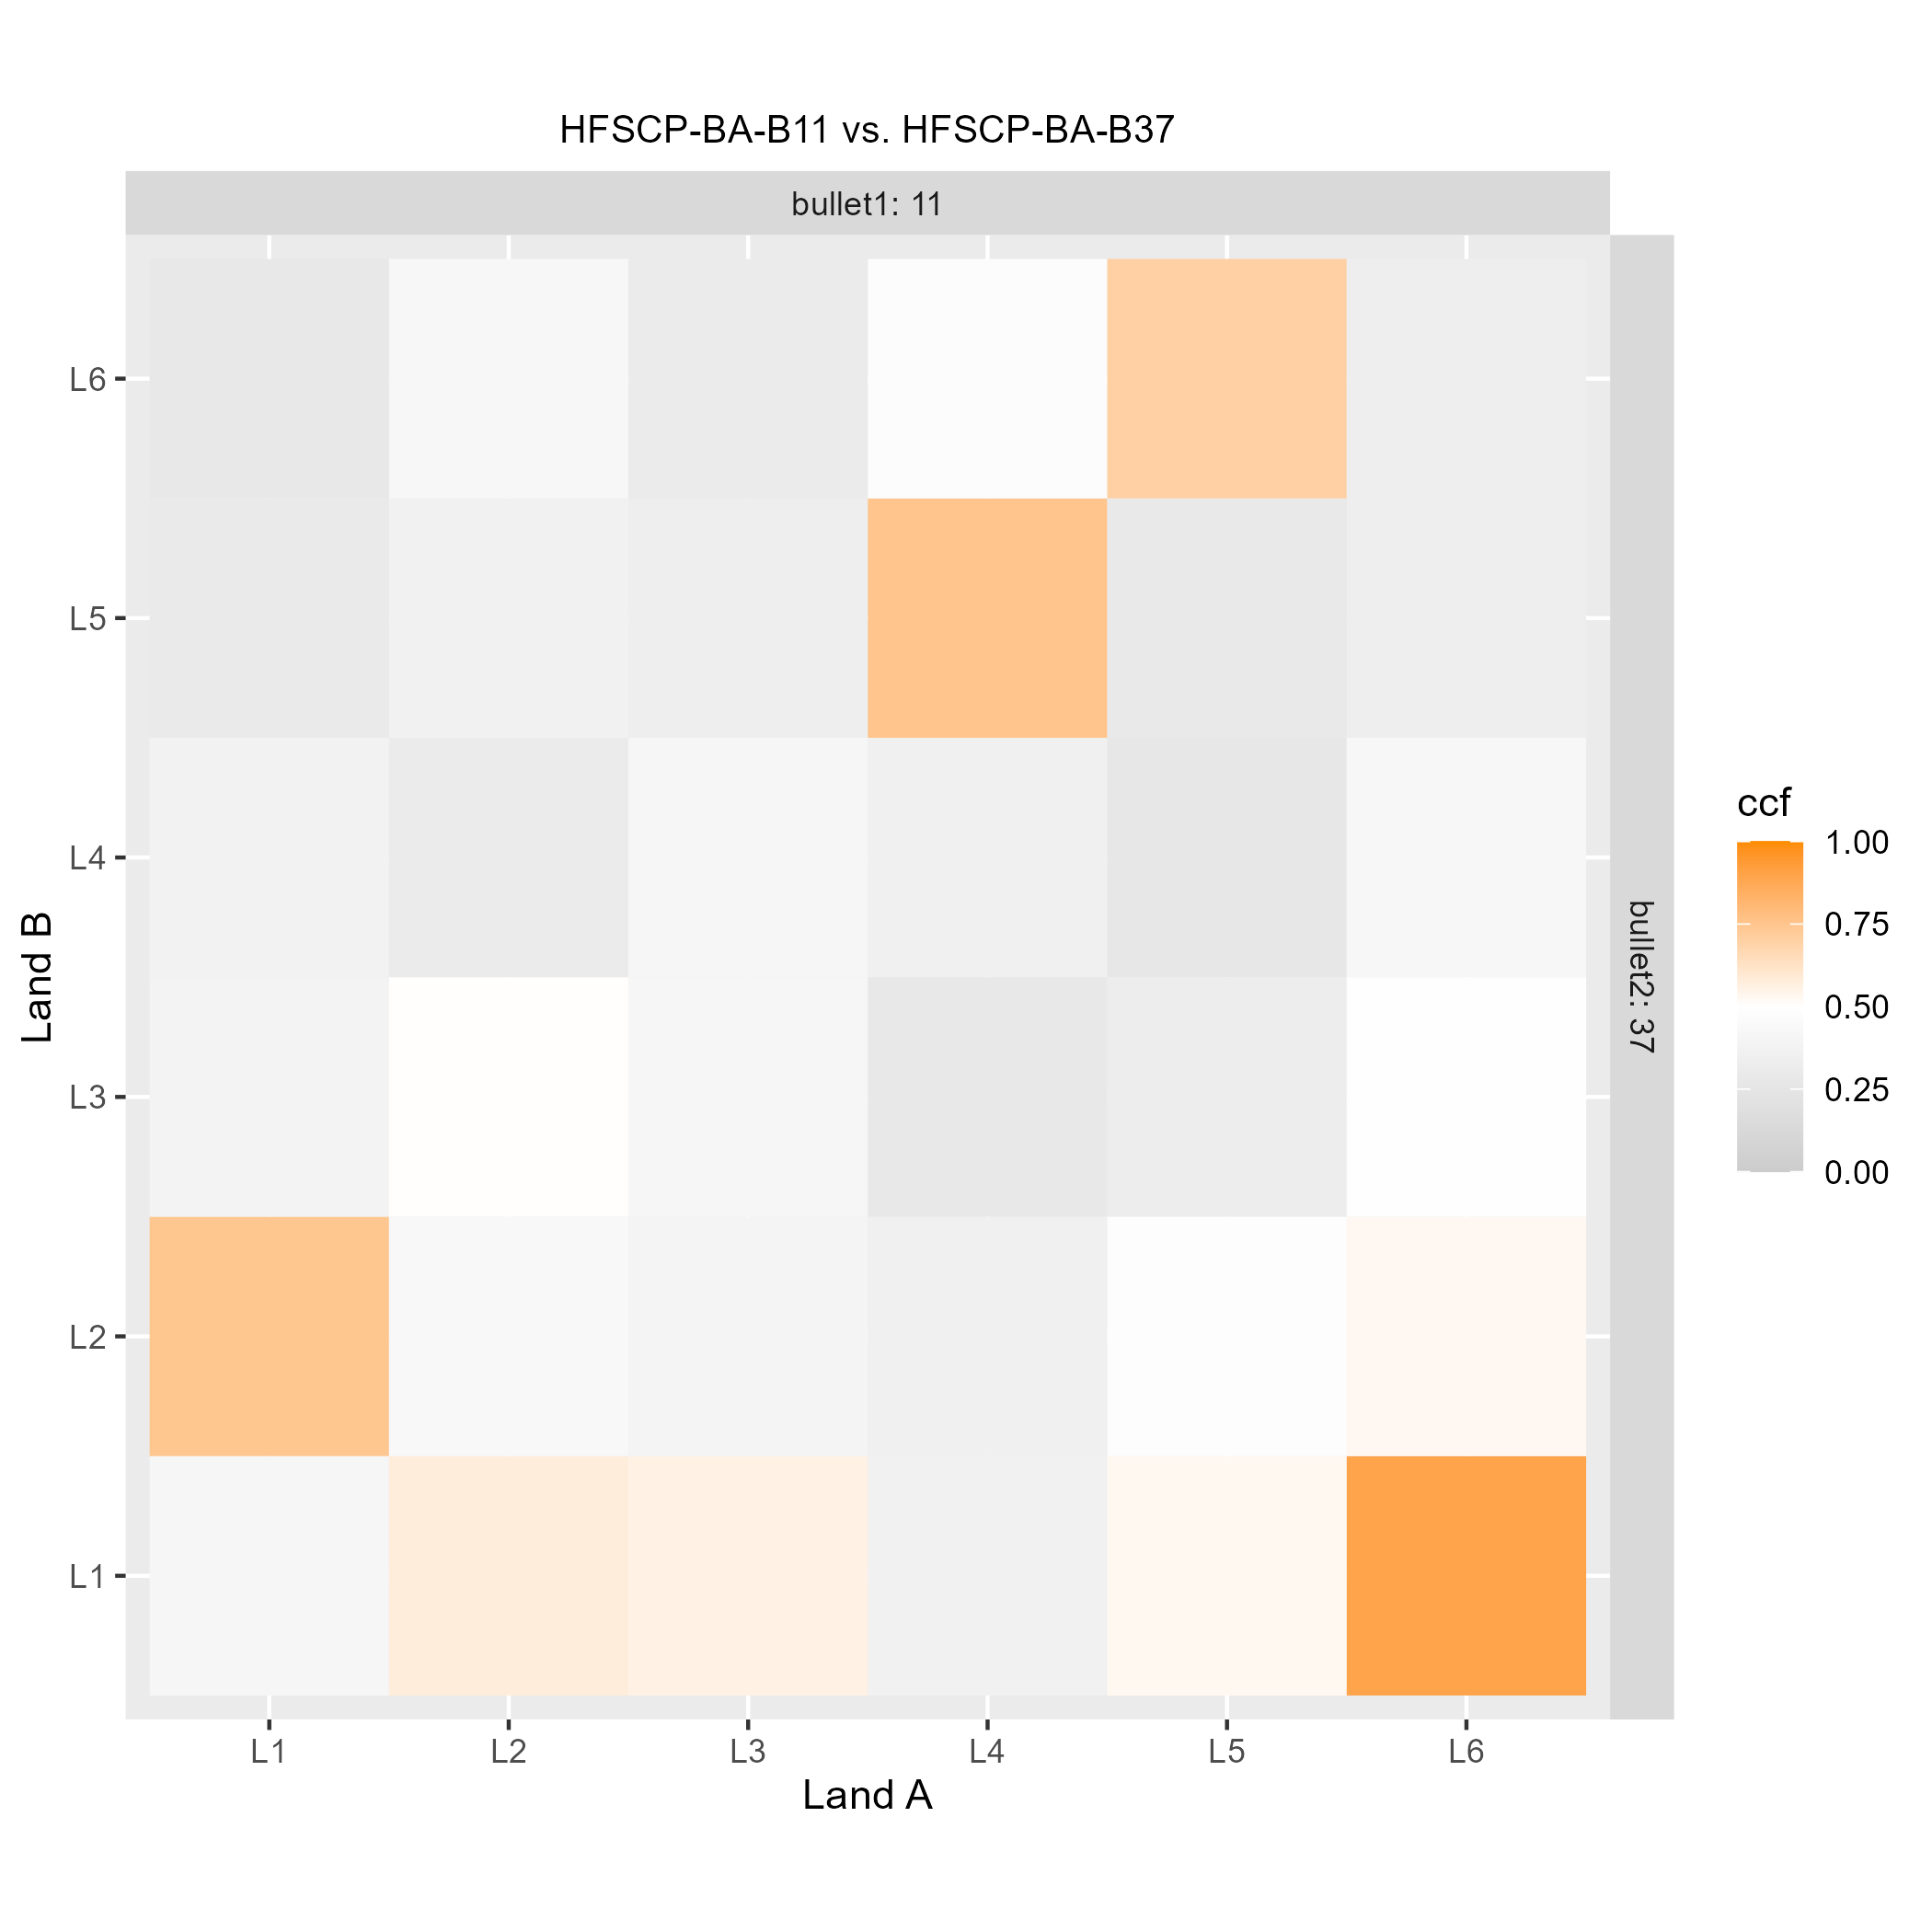 HFSCP-BA-B11 vs. HFSCP-BA-B37
bullet1: 11
L6
L5
L4
L3
L2
L1
Land B
bullet2: 37
L1 L2 L3 L4 L5 L6
Land A
ccf
1.00
0.75
0.50
0.25
0.00